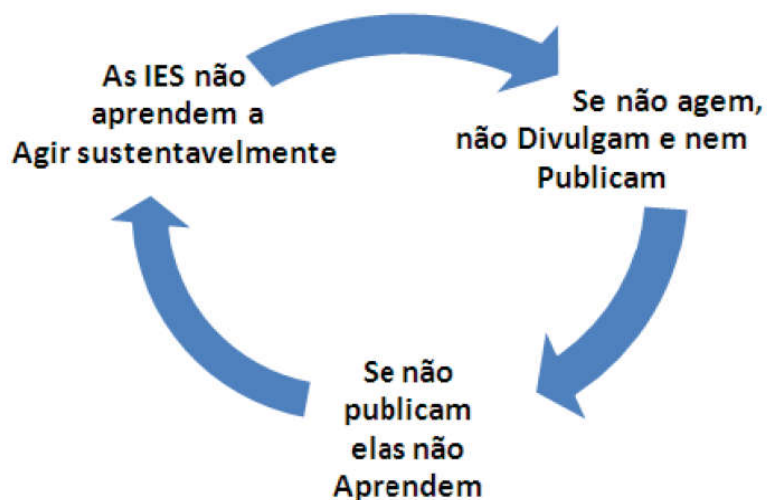 As IES não
aprendem a
Agir sustentavelmente
Se não agem,
não Divulgam e nem
Publicam
Se não
publicam
elas não
Aprendem